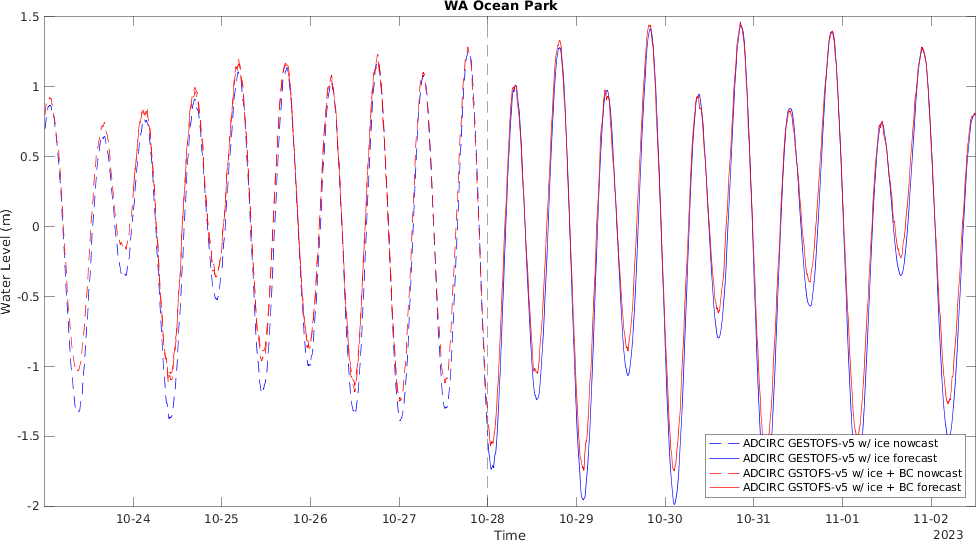 WA Ocean Park
1.5
1
0.5
0
-0.5
-1
-1.5
-2
Water Level (m)
ADCIRC GESTOFS-v5 w/ ice nowcast
ADCIRC GESTOFS-v5 w/ ice forecast
ADCIRC GSTOFS-v5 w/ ice + BC nowcast
ADCIRC GSTOFS-v5 w/ ice + BC forecast
10-24 10-25 10-26 10-27 10-28 10-29 10-30 10-31 11-01 11-02
Time
2023